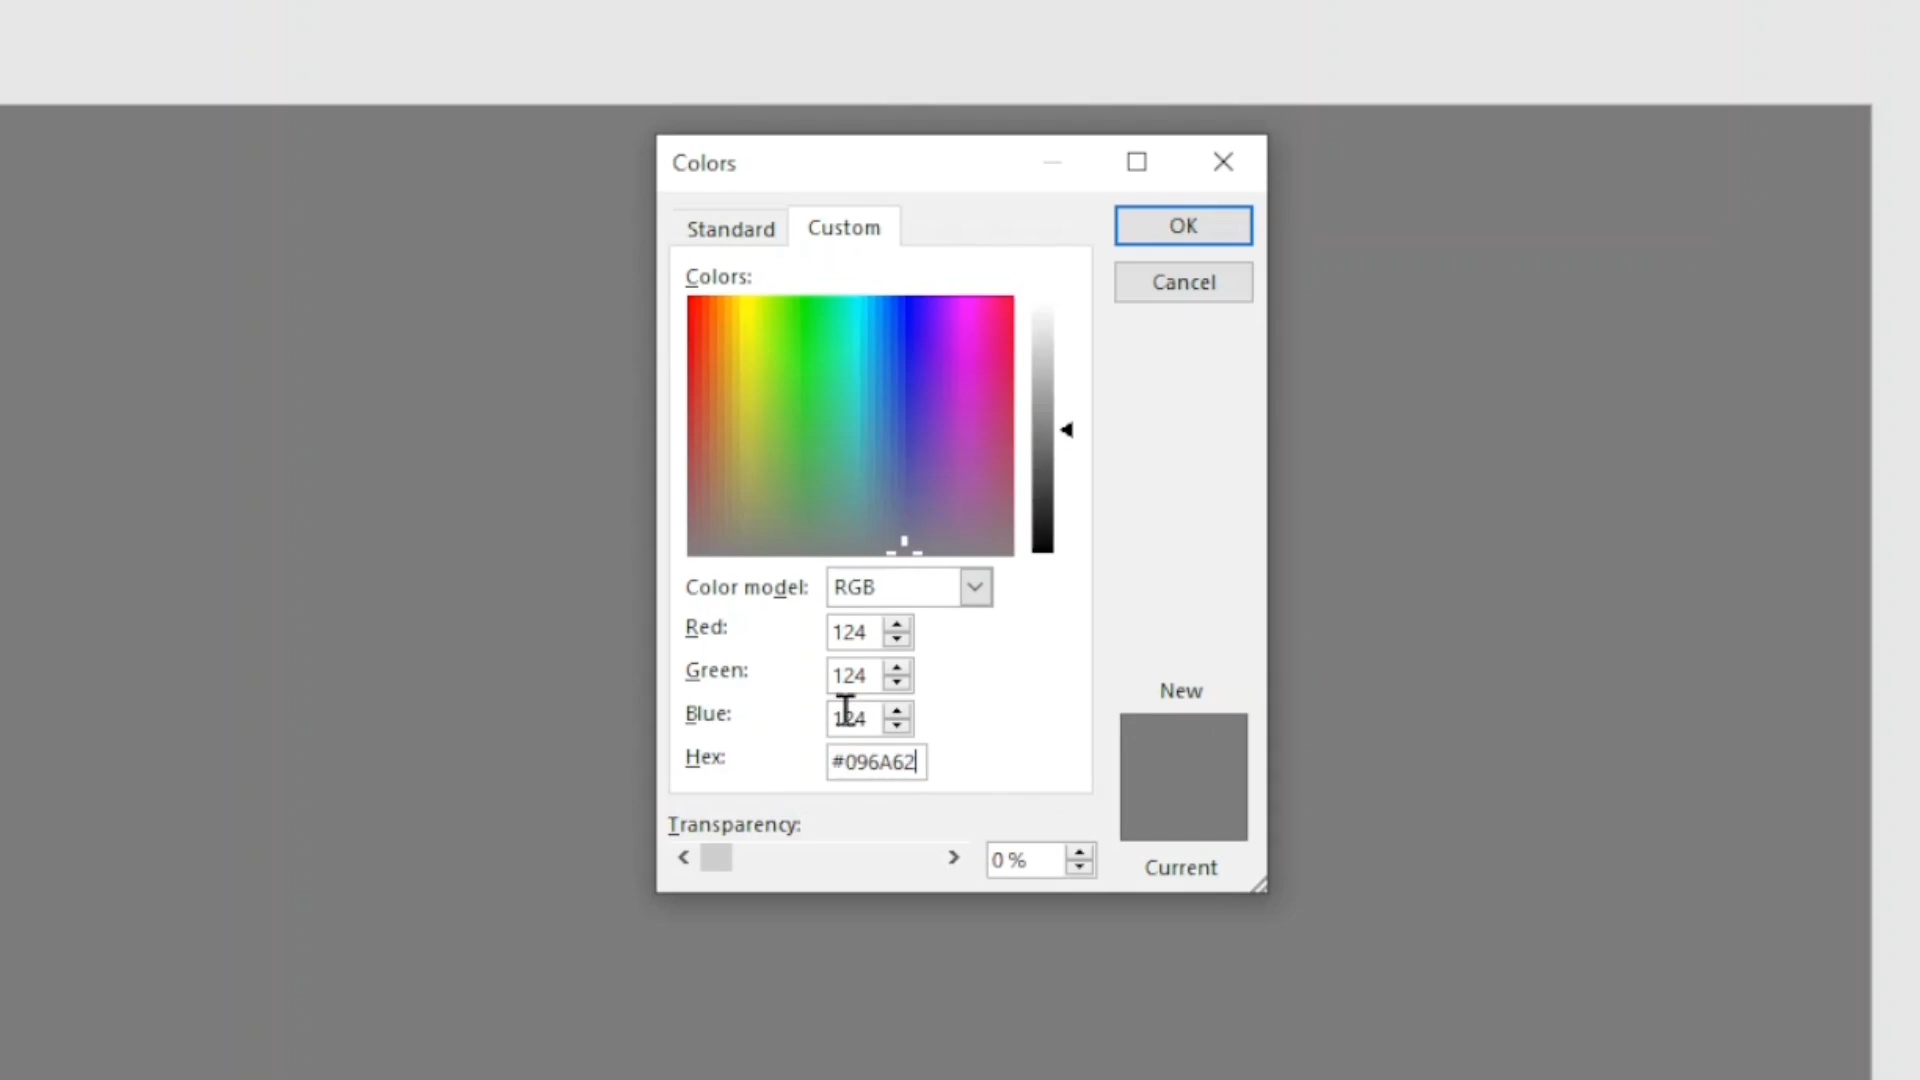 Colors
Standard
Custom
OK
Cancel
Colors:
Color model: RGB
Red: 124
Green: 124
Blue: 124
Hex: #096A62
New
Current
Transparency:
0 %